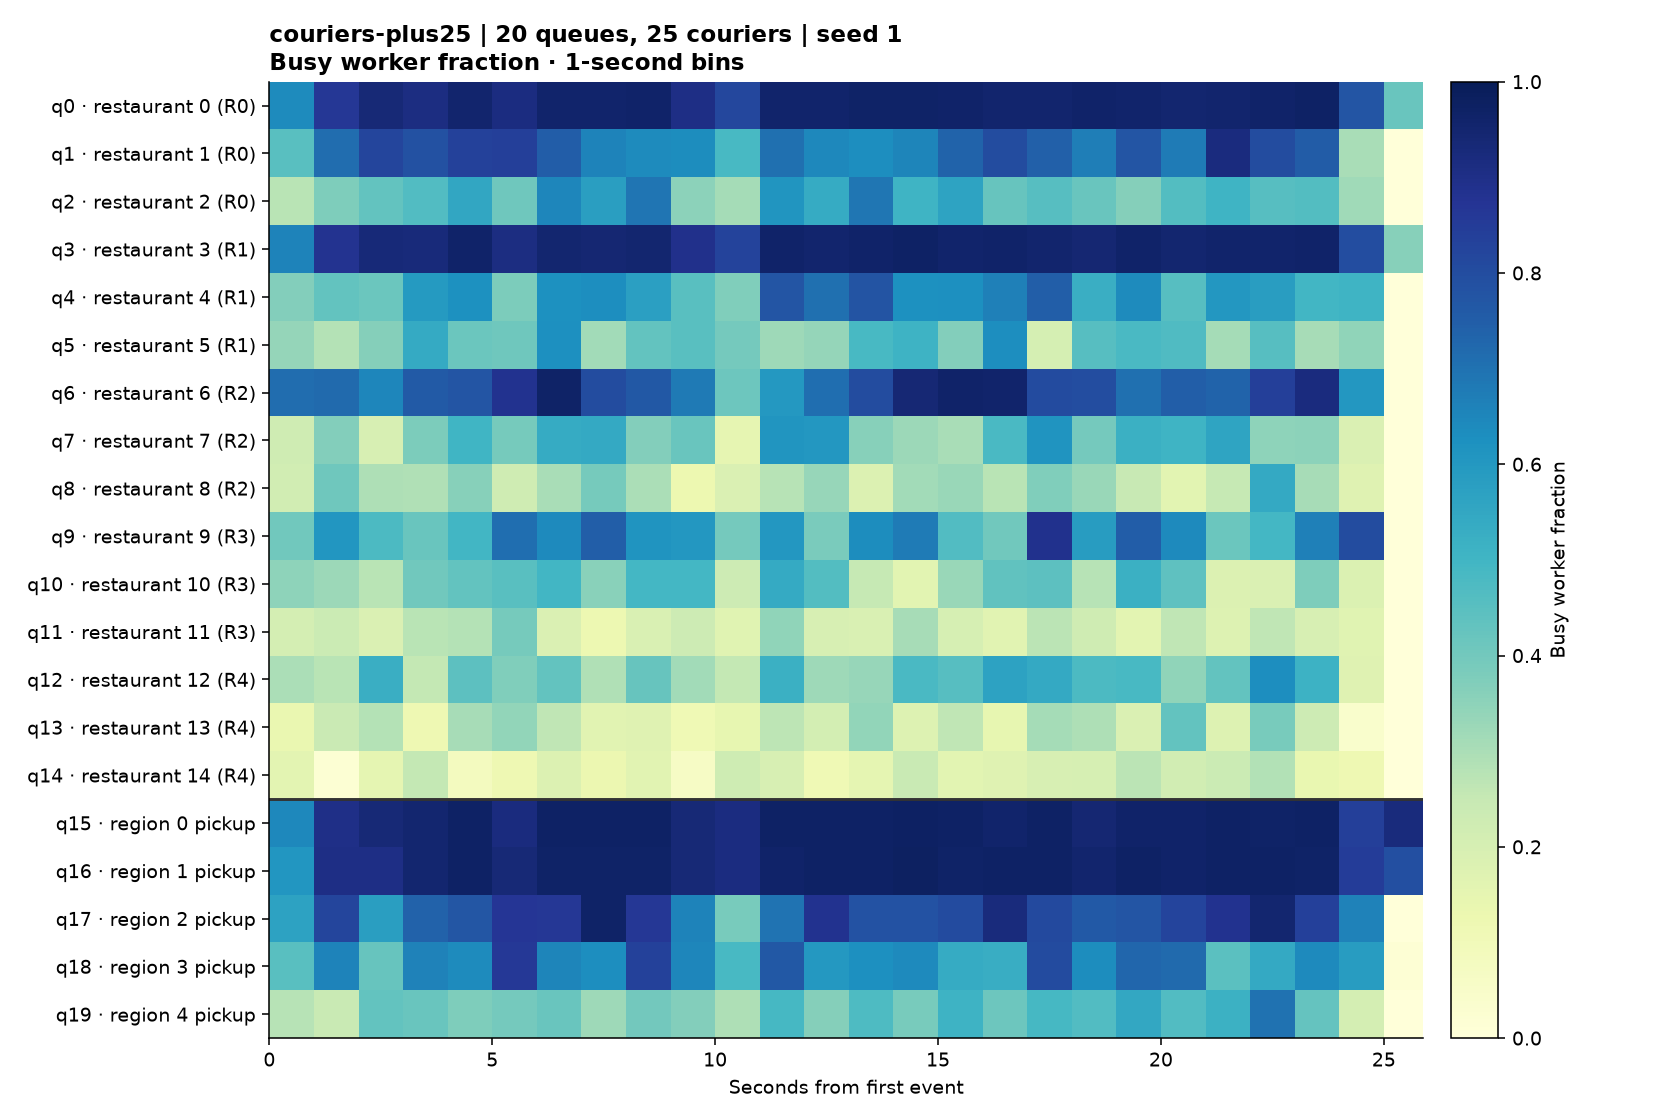 couriers-plus25 | 20 queues, 25 couriers | seed 1
Busy worker fraction · 1-second bins
q0 · restaurant 0 (R0)
q1 · restaurant 1 (R0)
q2 · restaurant 2 (R0)
q3 · restaurant 3 (R1)
q4 · restaurant 4 (R1)
q5 · restaurant 5 (R1)
q6 · restaurant 6 (R2)
q7 · restaurant 7 (R2)
q8 · restaurant 8 (R2)
q9 · restaurant 9 (R3)
q10 · restaurant 10 (R3)
q11 · restaurant 11 (R3)
q12 · restaurant 12 (R4)
q13 · restaurant 13 (R4)
q14 · restaurant 14 (R4)
q15 · region 0 pickup
q16 · region 1 pickup
q17 · region 2 pickup
q18 · region 3 pickup
q19 · region 4 pickup
0 5 10 15 20 25
Seconds from first event
1.0
0.8
0.6
0.4
0.2
0.0
Busy worker fraction